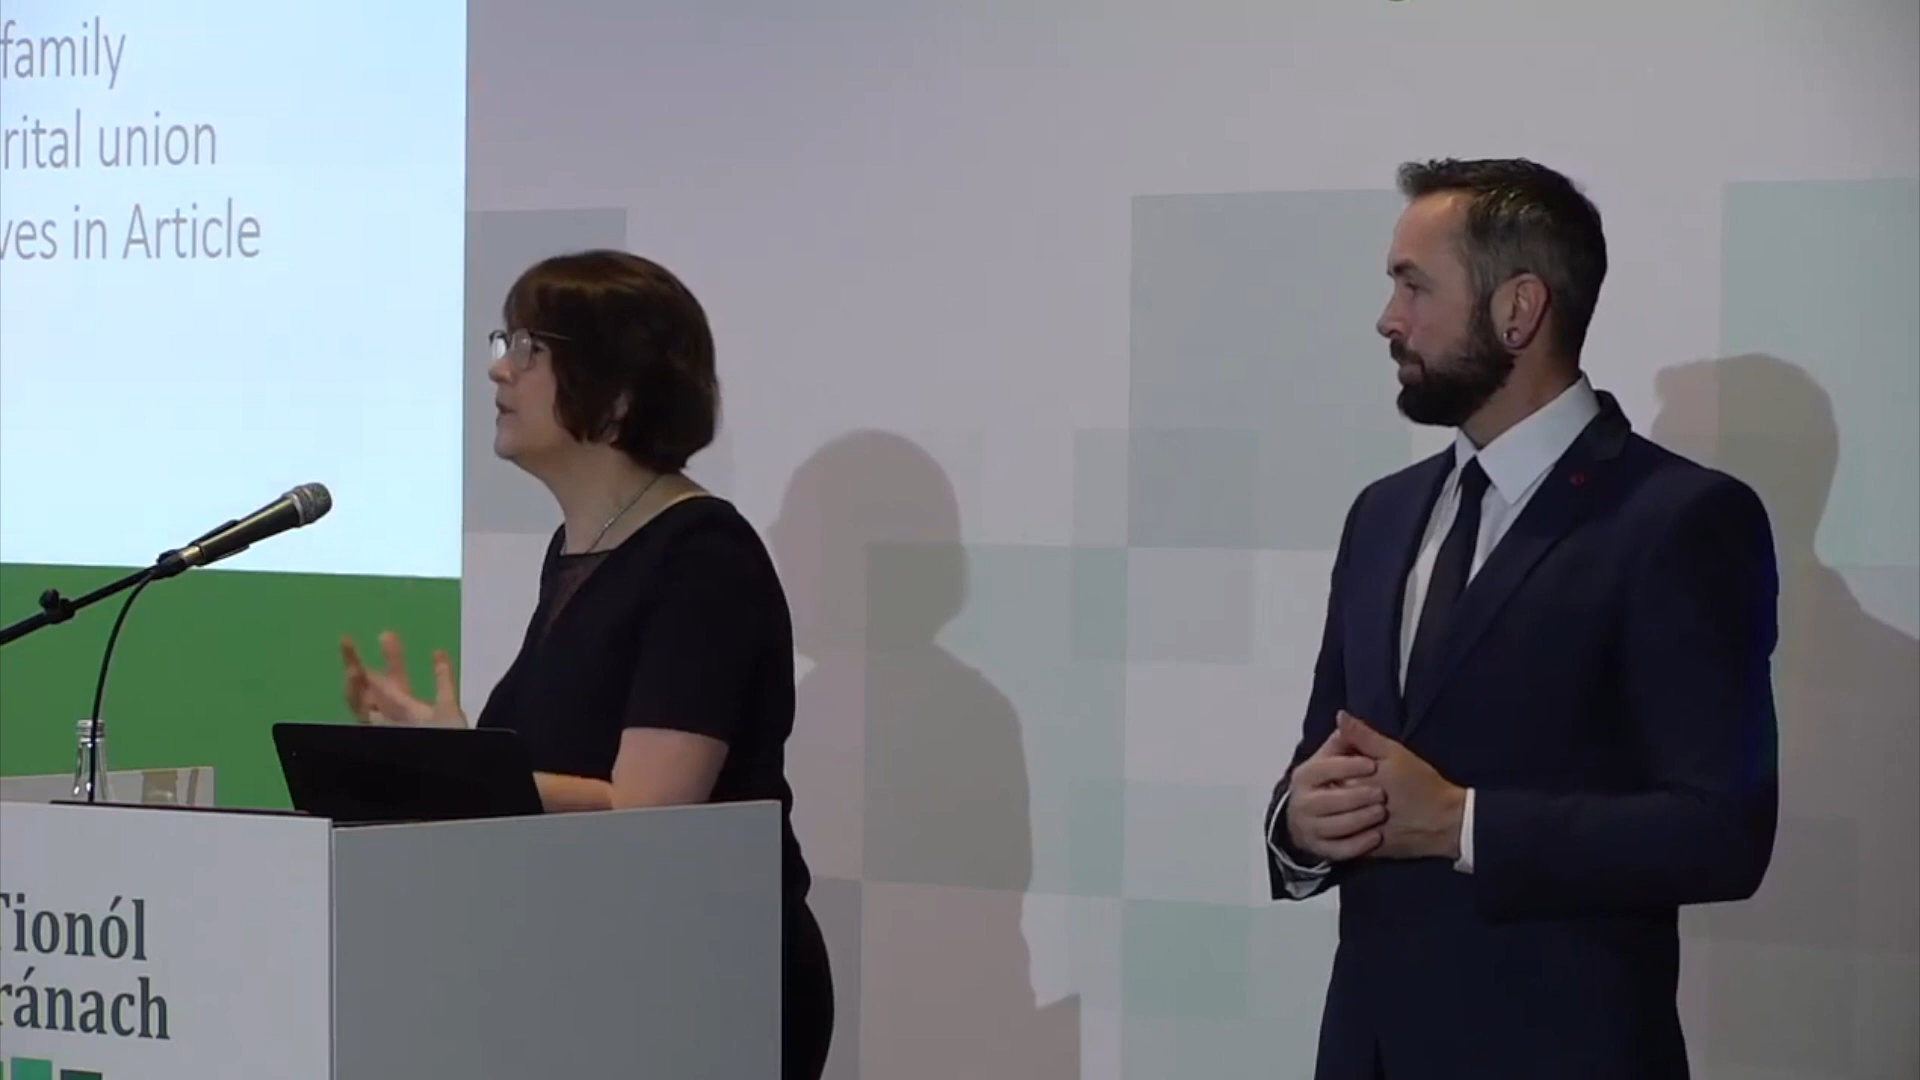 family
rital union
ves in Article
Tionól
ránach